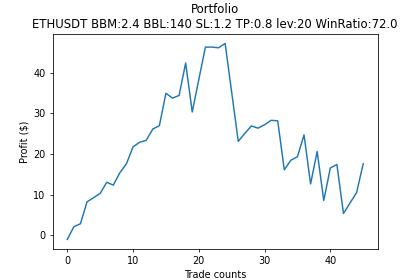 Portfolio
ETHUSDT BBM:2.4 BBL:140 SL:1.2 TP:0.8 lev:20 WinRatio:72.0
Profit ($)
40
30
20
10
0
0
10
20
30
40
Trade counts